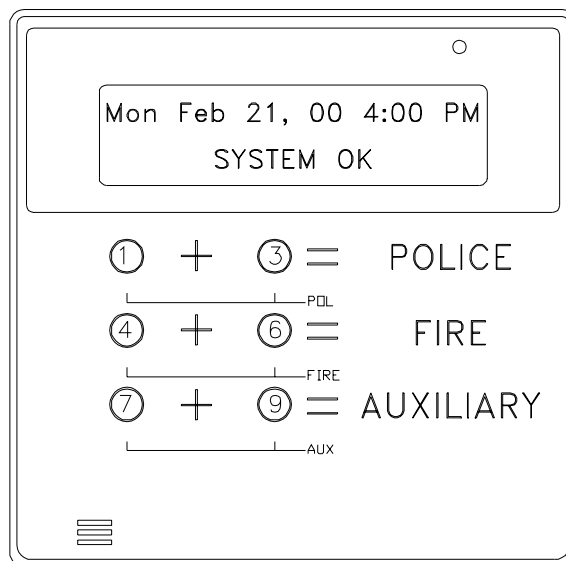 Mon Feb 21, 00 4:00 PM
SYSTEM OK
1 + 3 = POLICE
POL
4 + 6 = FIRE
FIRE
7 + 9 = AUXILIARY
AUX